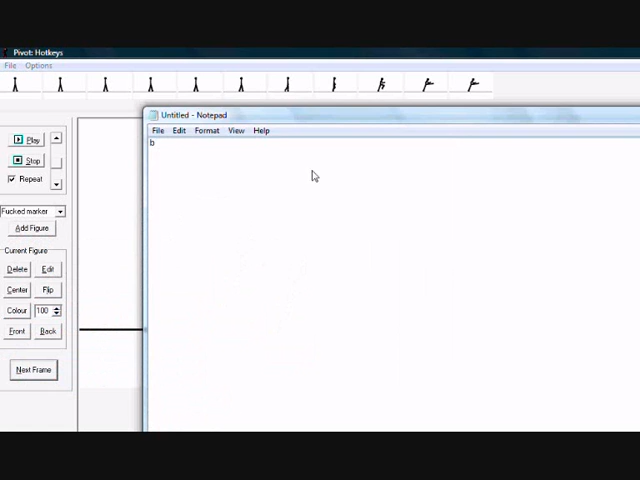 Pivot: Hotkeys
File Options
Untitled - Notepad
File Edit Format View Help
b
Play
Stop
Repeat
Fucked marker
Add Figure
Current Figure
Delete Edit
Center Flip
Colour 100
Front Back
Next Frame